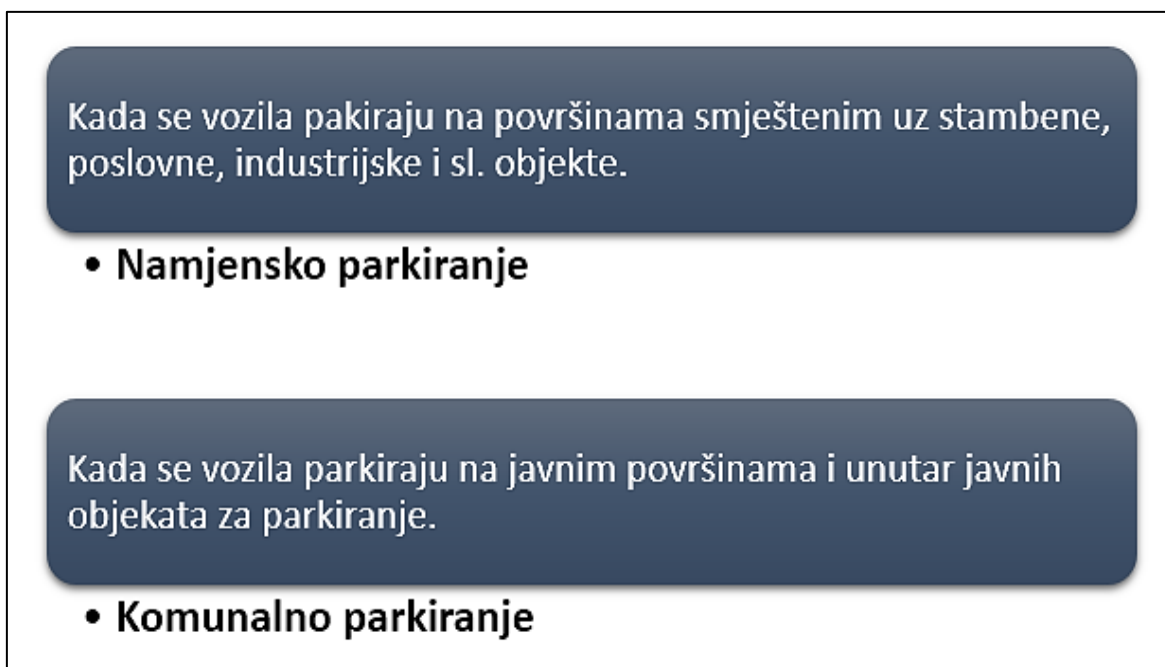 Kada se vozila pakiraju na površinama smještenim uz stambene,
poslovne, industrijske i sl. objekte.
• Namjensko parkiranje
Kada se vozila parkiraju na javnim površinama i unutar javnih
objekata za parkiranje.
• Komunalno parkiranje